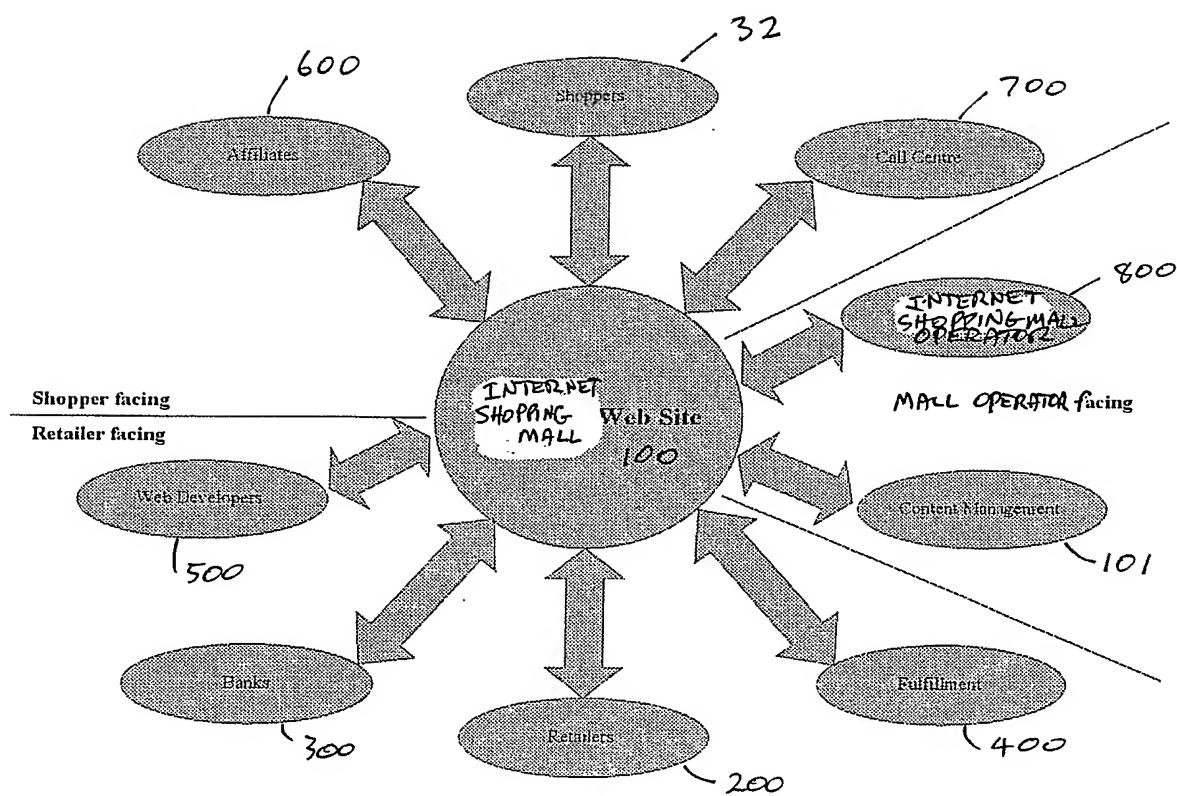 32
600
Shoppers
700
Affiliates
Call Centre
800
INTERNET
SHOPPING MALL
OPERATOR
INTERNET
SHOPPING
MALL
Web Site
100
Shopper facing
MALL OPERATOR facing
Retailer facing
Web Developers
500
Content Management
101
Banks
300
Retailers
200
Fulfillment
400